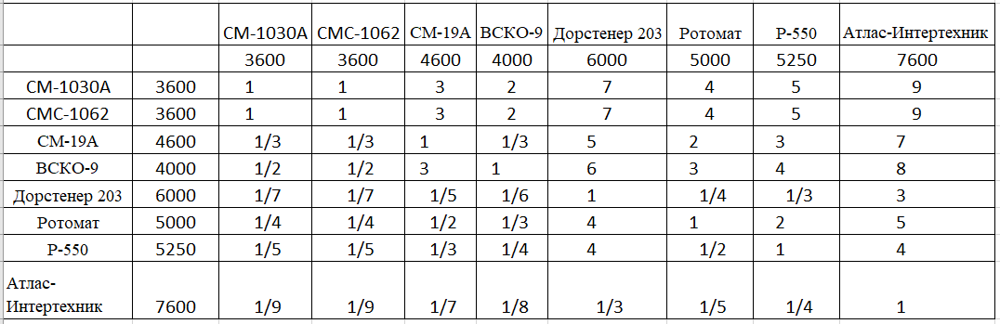 СМ-1030А СМС-1062 СМ-19А ВСКО-9 Дорстенер 203 Ротомат Р-550 Атлас-Интертехник
3600 3600 4600 4000 6000 5000 5250 7600
СМ-1030А 3600 1 1 3 2 7 4 5 9
СМС-1062 3600 1 1 3 2 7 4 5 9
СМ-19А 4600 1/3 1/3 1 1/3 5 2 3 7
ВСКО-9 4000 1/2 1/2 3 1 6 3 4 8
Дорстенер 203 6000 1/7 1/7 1/5 1/6 1 1/4 1/3 3
Ротомат 5000 1/4 1/4 1/2 1/3 4 1 2 5
Р-550 5250 1/5 1/5 1/3 1/4 4 1/2 1 4
Атлас-
Интертехник 7600 1/9 1/9 1/7 1/8 1/3 1/5 1/4 1